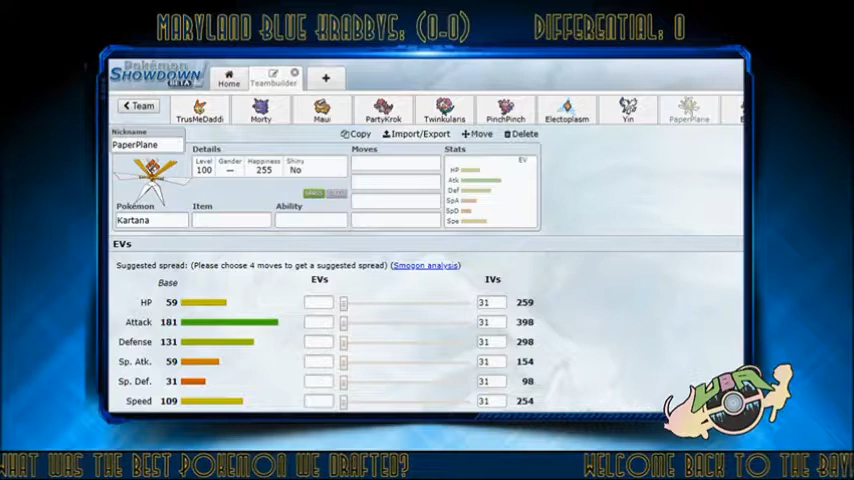 MARYLAND BLUE KRABBYS: (0-0) DIFFERENTIAL: 0
Pokémon
SHOWDOWN
BETA
Home
Teambuilder
Team
TrusMeDaddi
Morty
Maui
PartyKrok
Twinkularis
PinchPinch
Electoplasm
Yin
PaperPlane
Copy Import/Export Move Delete
Nickname
PaperPlane
Details
Level Gender Happiness Shiny
100 — 255 No
Moves
Stats
EV
HP
Atk
Def
SpA
SpD
Spe
Pokémon Item Ability
Kartana
EVs
Suggested spread: (Please choose 4 moves to get a suggested spread) (Smogon analysis)
Base EVs IVs
HP 59 31 259
Attack 181 31 398
Defense 131 31 298
Sp. Atk. 59 31 154
Sp. Def. 31 31 98
Speed 109 31 254
UBA
WHAT WAS THE BEST POKEMON WE DRAFTED? WELCOME BACK TO THE BAY!